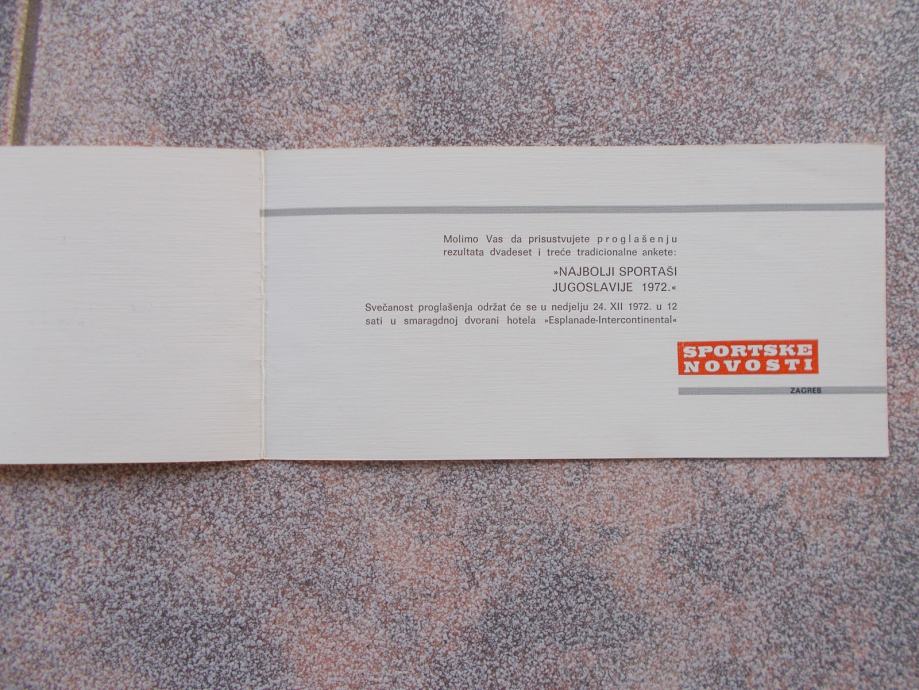 Molimo Vas da prisustvujete proglašenju
rezultata dvadeset i treće tradicionalne ankete:
»NAJBOLJI SPORTAŠI
JUGOSLAVIJE 1972.«
Svečanost proglašenja održat će se u nedjelju 24. XII 1972. u 12
sati u smaragdnoj dvorani hotela »Esplanade-Intercontinental«
SPORTSKE
NOVOSTI
ZAGREB